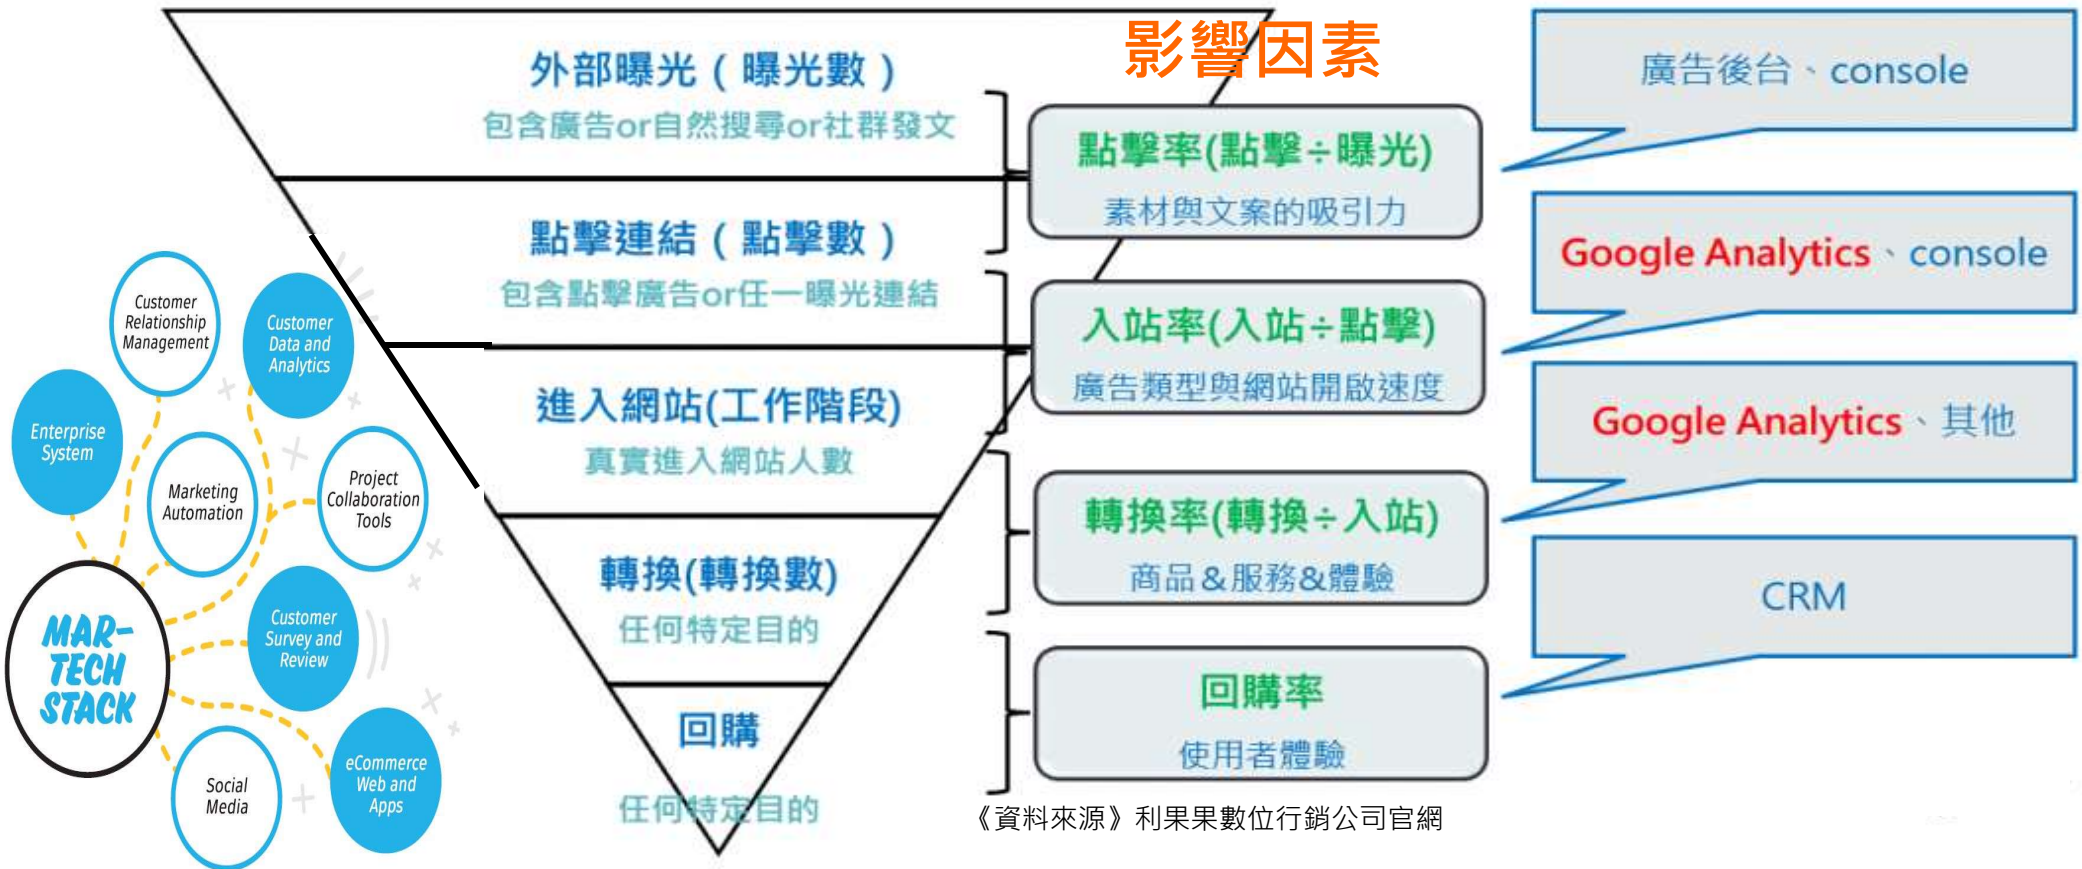 影響因素
外部曝光（曝光數）
包含廣告or自然搜尋or社群發文
點擊連結（點擊數）
包含點擊廣告or任一曝光連結
進入網站(工作階段)
真實進入網站人數
轉換(轉換數)
任何特定目的
回購
任何特定目的
點擊率(點擊÷曝光)
素材與文案的吸引力
入站率(入站÷點擊)
廣告類型與網站開啟速度
轉換率(轉換÷入站)
商品&服務&體驗
回購率
使用者體驗
廣告後台、console
Google Analytics、console
Google Analytics、其他
CRM
Customer
Relationship
Management
Customer
Data and
Analytics
Enterprise
System
Marketing
Automation
Project
Collaboration
Tools
MAR-
TECH
STACK
Customer
Survey and
Review
Social
Media
eCommerce
Web and
Apps
《資料來源》利果果數位行銷公司官網